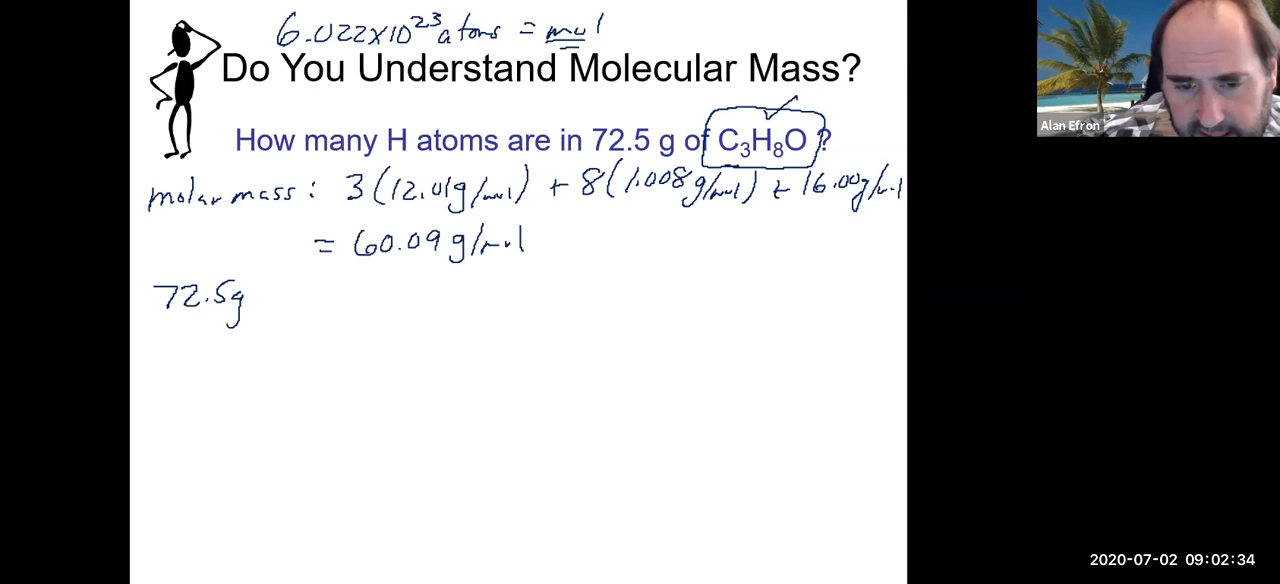 6.022x10²³ atoms = mol
Do You Understand Molecular Mass?
How many H atoms are in 72.5 g of C₃H₈O ?
molar mass : 3 (12.01g/mol) + 8(1.008g/mol) + 16.00g/mol
= 60.09 g/mol
72.5g
Alan Efron
2020-07-02 09:02:34